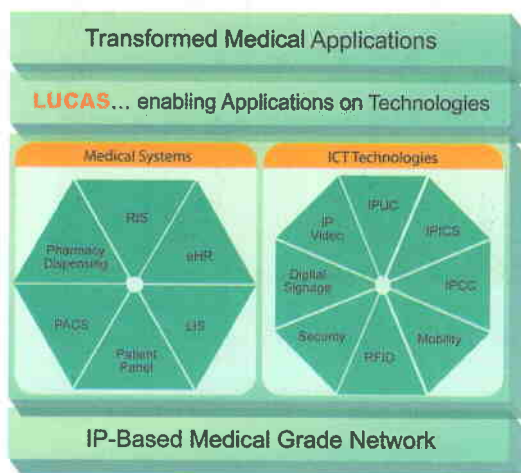 Transformed Medical Applications
LUCAS... enabling Applications on Technologies
Medical Systems
RIS
eHR
LIS
Patient
Panel
PACS
Pharmacy
Dispensing
ICT Technologies
IPUC
IPICS
IPCC
Mobility
RFID
Security
Digital
Signage
IP
Video
IP-Based Medical Grade Network